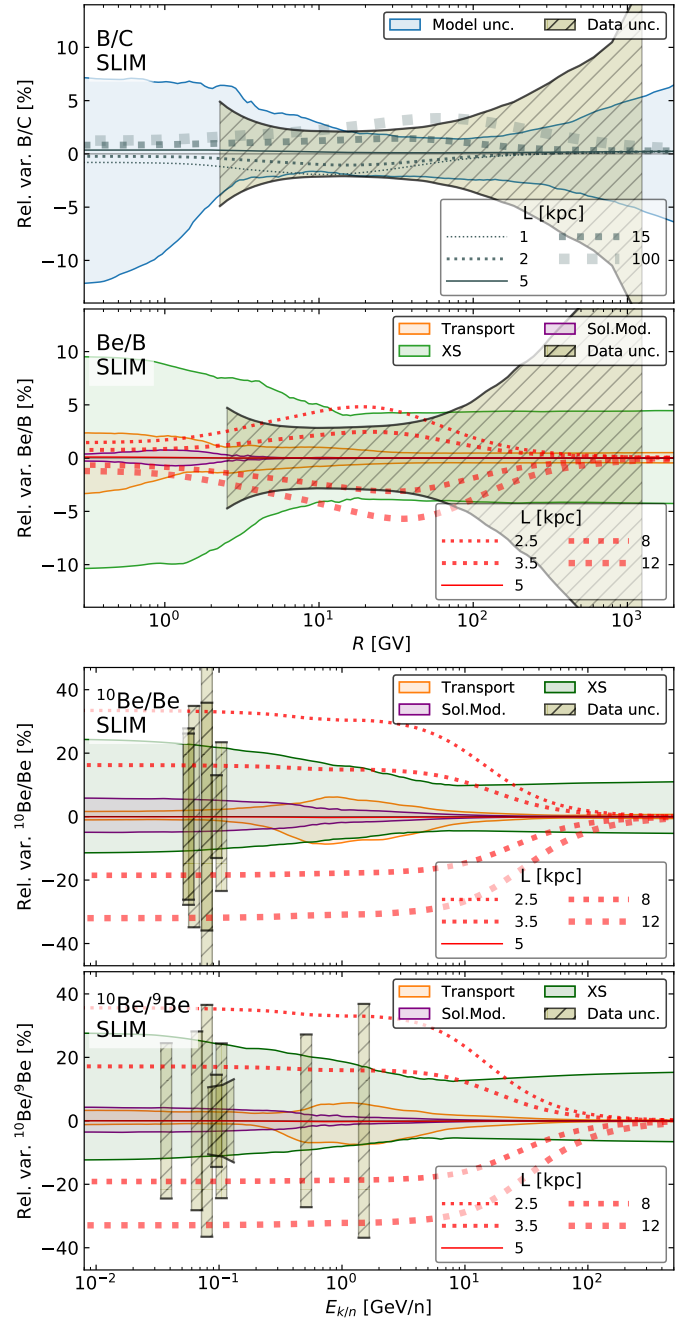 B/C
SLIM
Model unc.
Data unc.
Rel. var. B/C [%]
10
5
0
−5
−10
L [kpc]
1
2
5
15
100
Be/B
SLIM
Transport
XS
Sol.Mod.
Data unc.
Rel. var. Be/B [%]
10
5
0
−5
−10
L [kpc]
2.5
3.5
5
8
12
10^0
10^1
10^2
10^3
R [GV]
^10Be/Be
SLIM
Transport
Sol.Mod.
XS
Data unc.
Rel. var. ^10Be/Be [%]
40
20
0
−20
−40
L [kpc]
2.5
3.5
5
8
12
^10Be/^9Be
SLIM
Transport
Sol.Mod.
XS
Data unc.
Rel. var. ^10Be/^9Be [%]
40
20
0
−20
−40
L [kpc]
2.5
3.5
5
8
12
10^−2
10^−1
10^0
10^1
10^2
E_k/n [GeV/n]